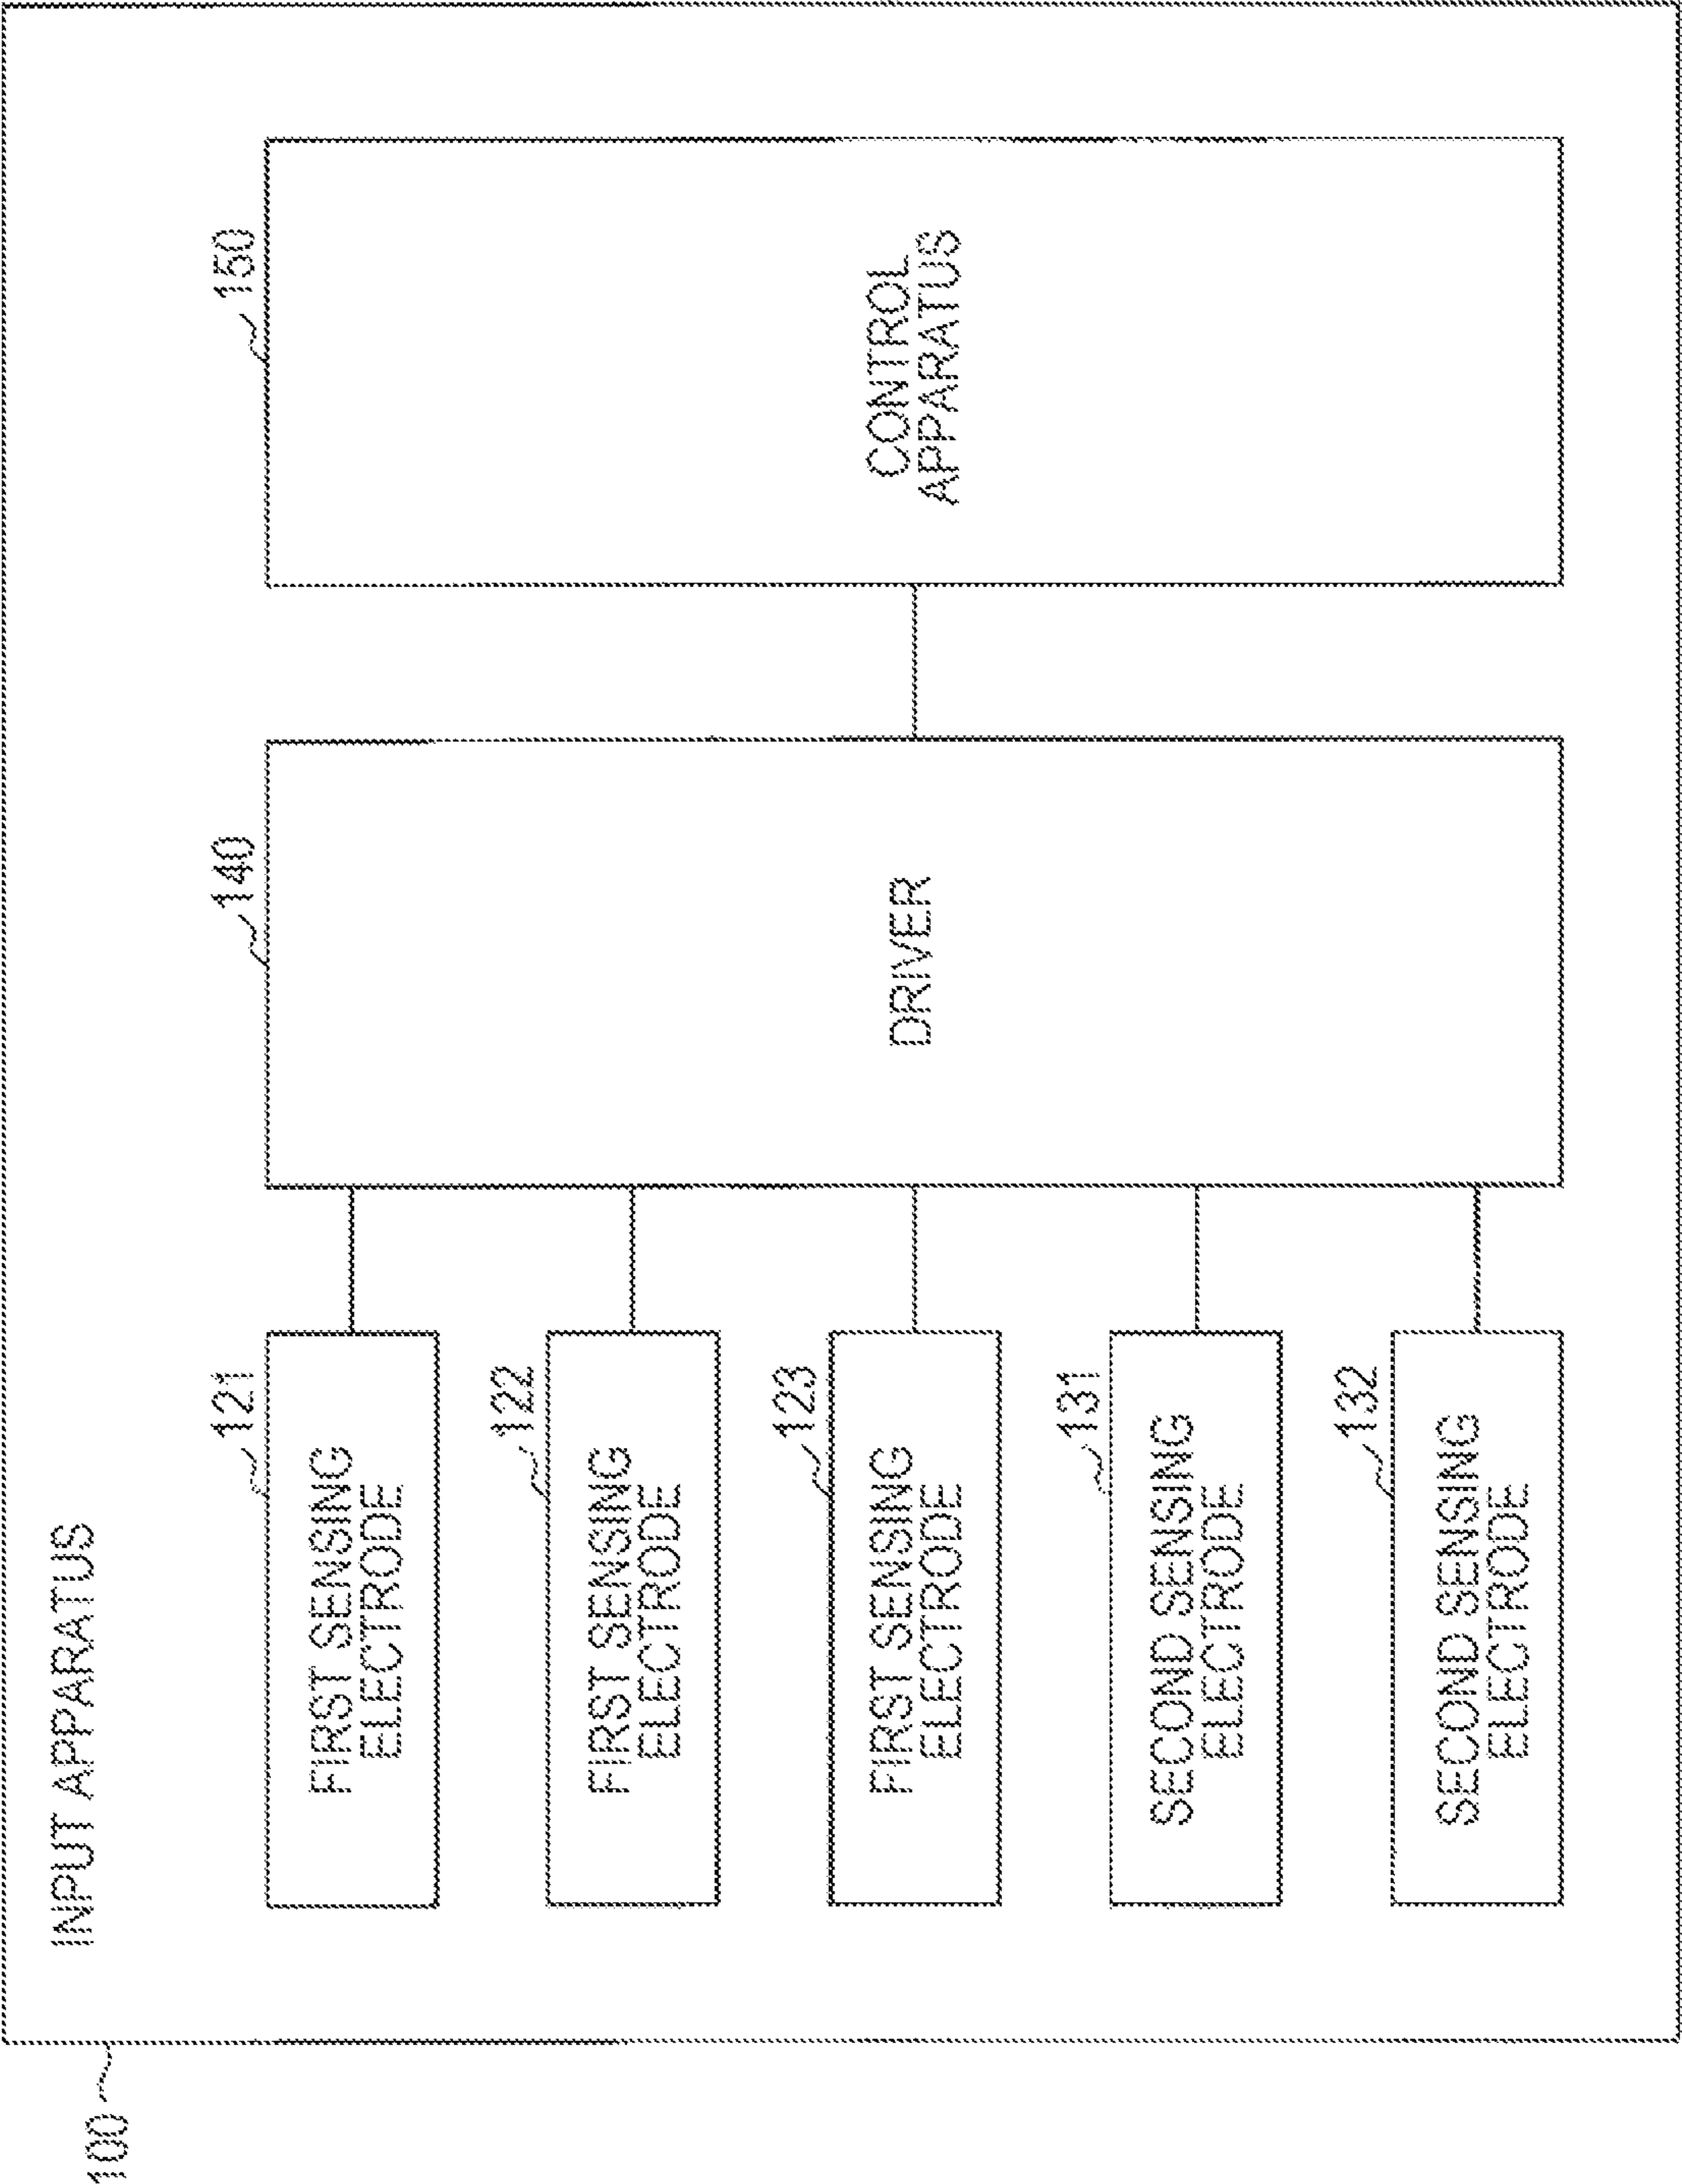 100
INPUT APPARATUS
121
FIRST SENSING
ELECTRODE
122
FIRST SENSING
ELECTRODE
123
FIRST SENSING
ELECTRODE
131
SECOND SENSING
ELECTRODE
132
SECOND SENSING
ELECTRODE
140
DRIVER
150
CONTROL
APPARATUS